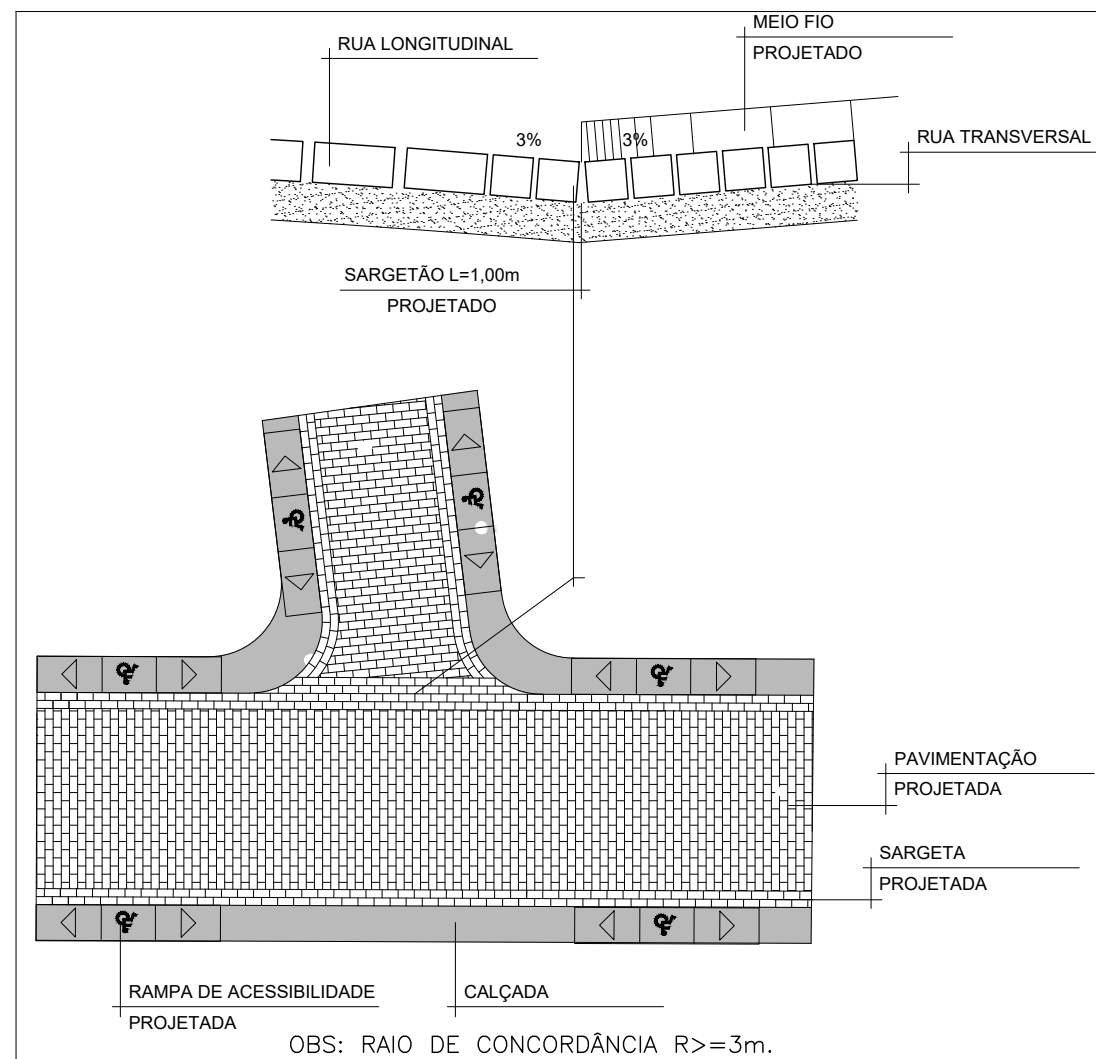 MEIO FIO
PROJETADO
RUA LONGITUDINAL
3%
3%
RUA TRANSVERSAL
SARGETÃO L=1,00m
PROJETADO
PAVIMENTAÇÃO
PROJETADA
SARGETA
PROJETADA
RAMPA DE ACESSIBILIDADE
PROJETADA
CALÇADA
OBS: RAIO DE CONCORDÂNCIA R>=3m.